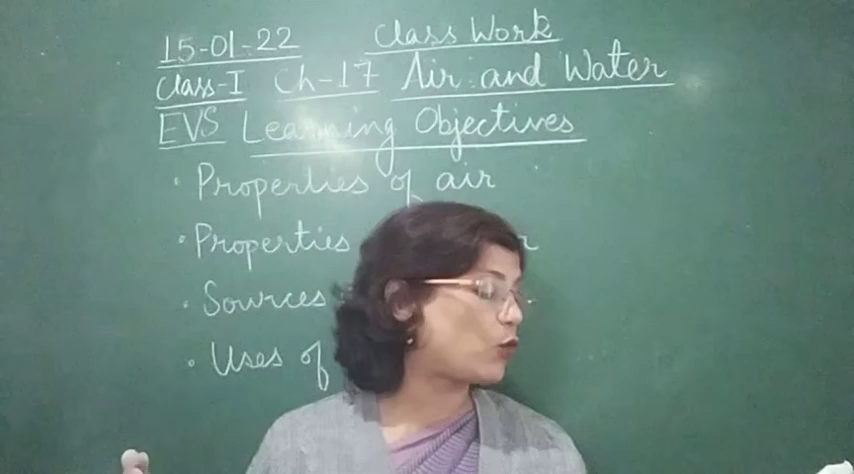 15-01-22 Class Work
Class-I Ch-17 Air and Water
EVS Learning Objectives
• Properties of air
• Properties
• Sources
• Uses of